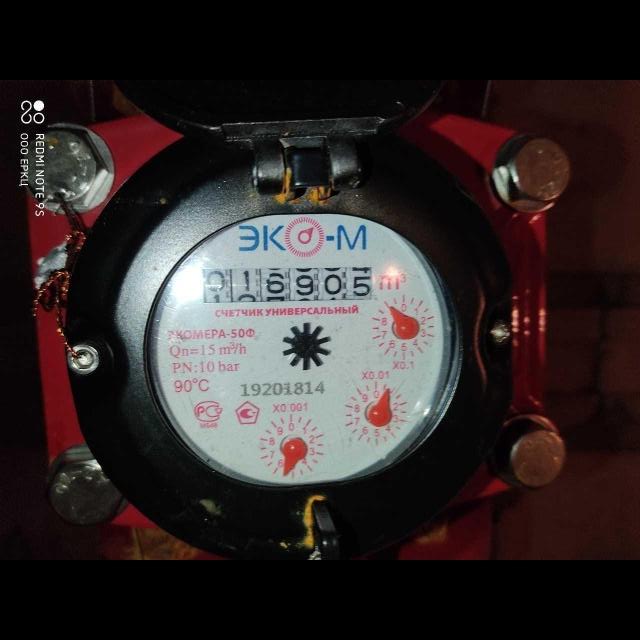 REDMI NOTE 9S
ООО ЕРКЦ
ЭКО-М
016905 m³
СЧЕТЧИК УНИВЕРСАЛЬНЫЙ
ЭКОМЕРА-50Ф
Qn=15 m³/h
PN:10 bar
90°C
19201814
X0.1
X0.01
X0.001